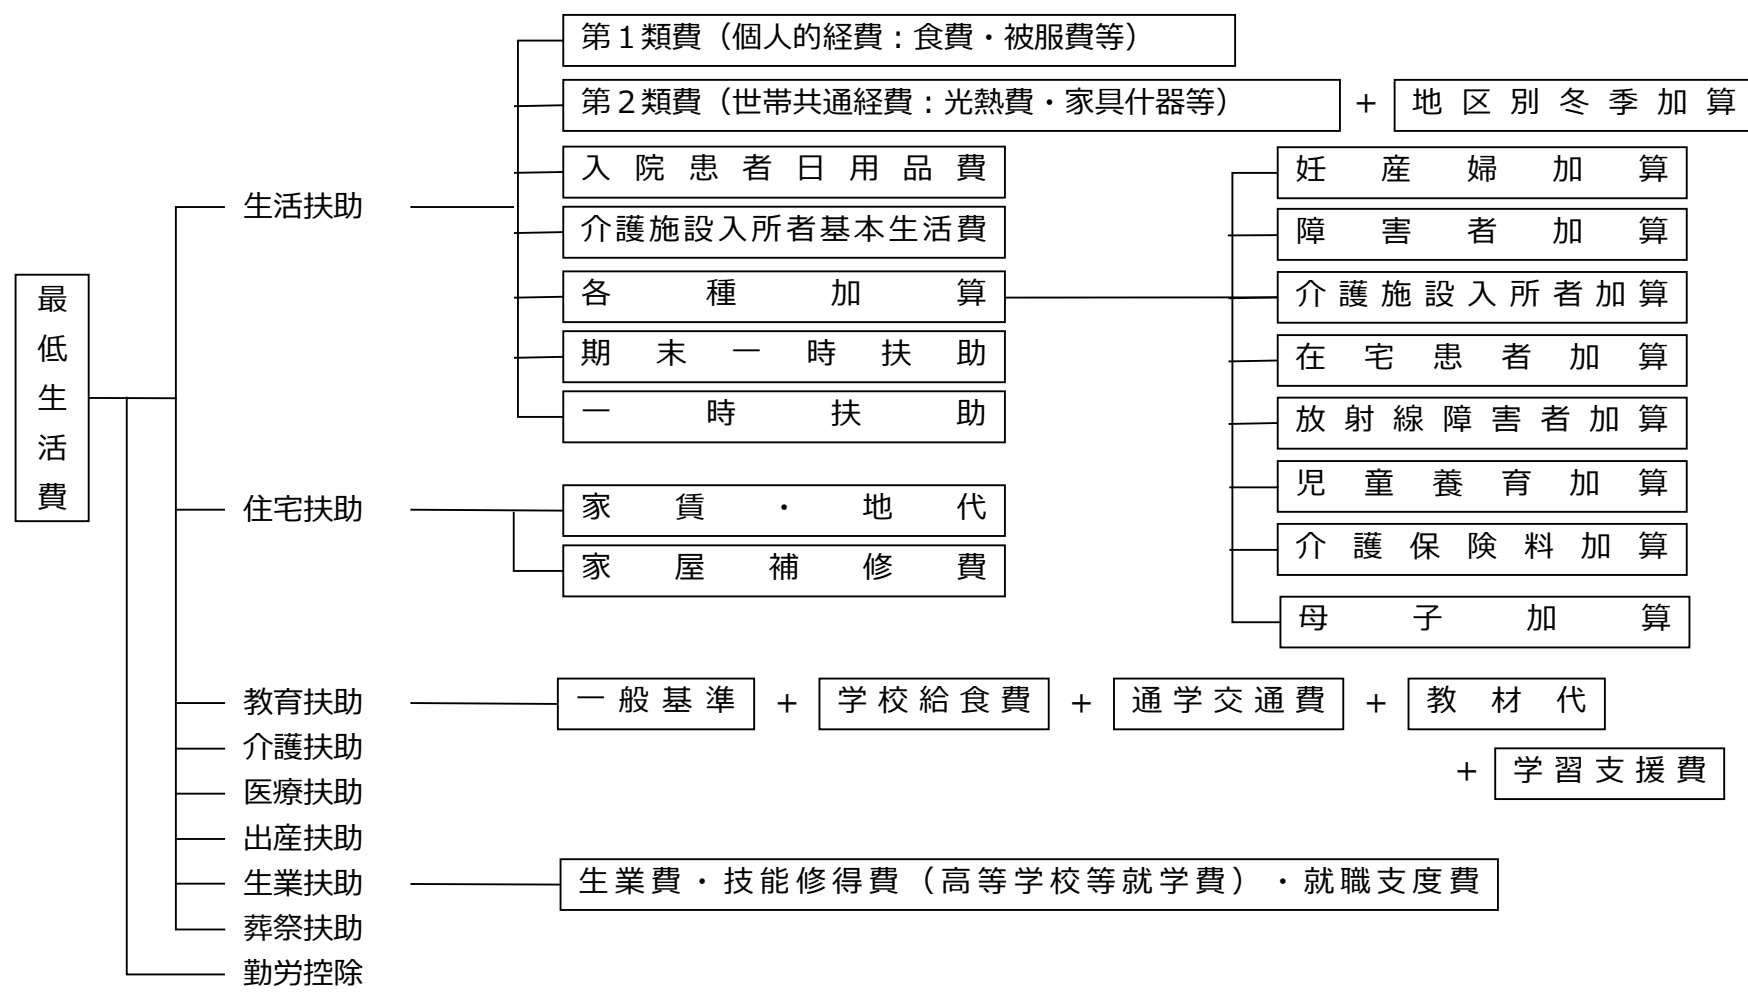 最低生活費
生活扶助
第１類費（個人的経費：食費・被服費等）
第２類費（世帯共通経費：光熱費・家具什器等） + 地区別冬季加算
入院患者日用品費
介護施設入所者基本生活費
各種加算
期末一時扶助
一時扶助
妊産婦加算
障害者加算
介護施設入所者加算
在宅患者加算
放射線障害者加算
児童養育加算
介護保険料加算
母子加算
住宅扶助
家賃・地代
家屋補修費
教育扶助
一般基準 + 学校給食費 + 通学交通費 + 教材代
+ 学習支援費
介護扶助
医療扶助
出産扶助
生業扶助
生業費・技能修得費（高等学校等就学費）・就職支度費
葬祭扶助
勤労控除